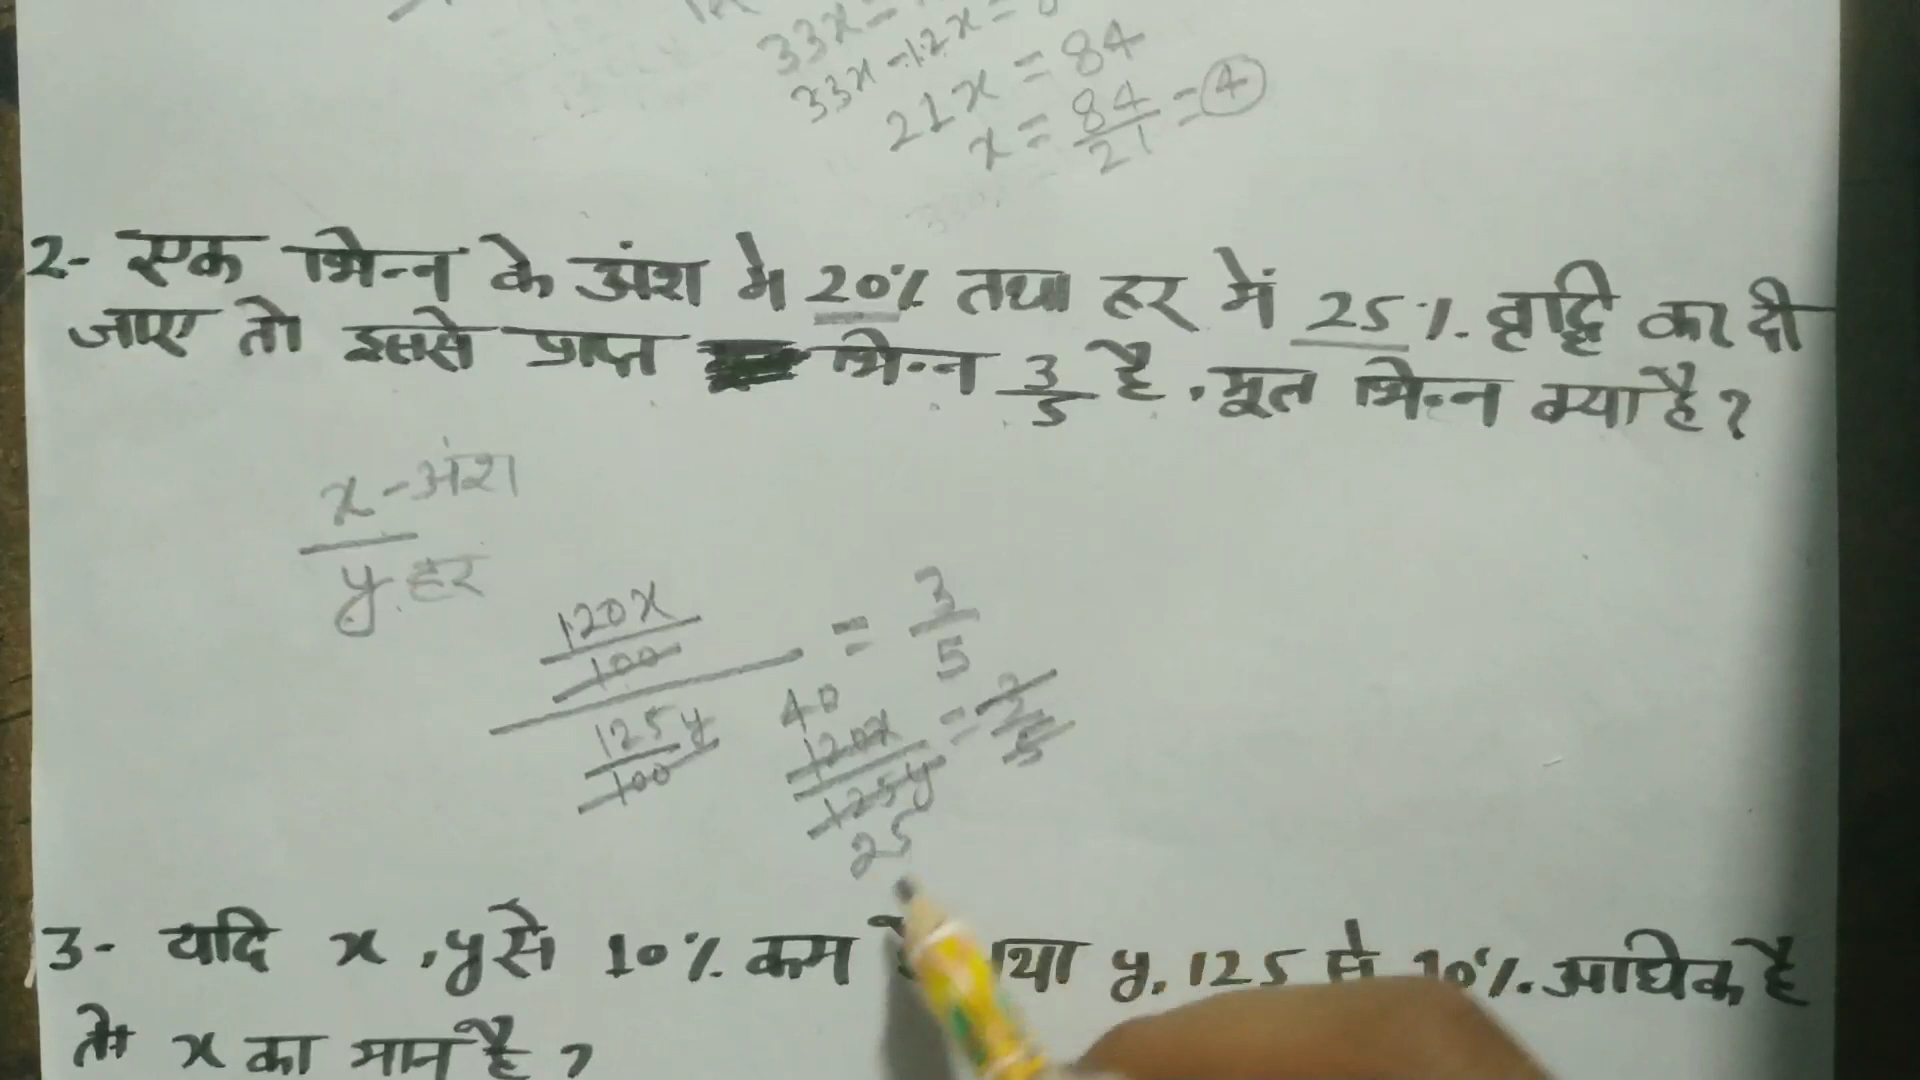 33x
33x-12x=
21x = 84
x = 84/21 = 4
2- एक भिन्न के अंश मे 20% तथा हर में 25% वृद्धि कर दी
जाए तो इससे प्राप्त भिन्न 3/5 है, मूल भिन्न क्या है?
x-अंश
y हर
120x/100 / 125y/100 = 3/5
40
120x/125y = 3/5
25
3- यदि x, y से 10% कम तथा y, 125 से 10% अधिक है
तो x का मान है?